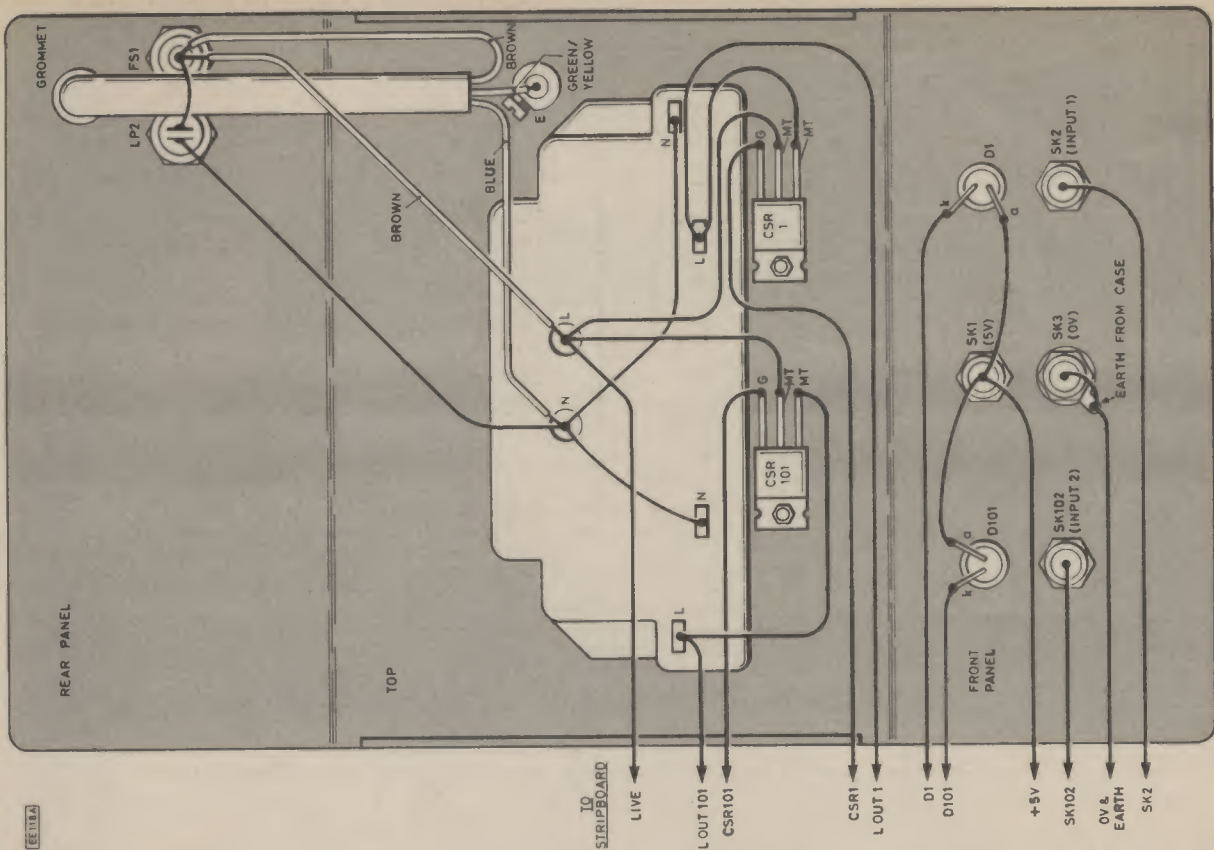 EE118A
REAR PANEL
GROMMET
LP2
FS1
BROWN
GREEN/
YELLOW
E
BLUE
BROWN
TOP
N
L
N
L
N
L
G
MT
MT
CSR
101
G
MT
MT
CSR
1
FRONT
PANEL
k
a
D101
SK1
(5V)
k
a
D1
SK102
(INPUT 2)
SK3
(0V)
EARTH FROM CASE
SK2
(INPUT 1)
TO
STRIPBOARD
LIVE
L OUT 101
CSR101
CSR1
L OUT 1
D1
D101
+5V
SK102
0V &
EARTH
SK2